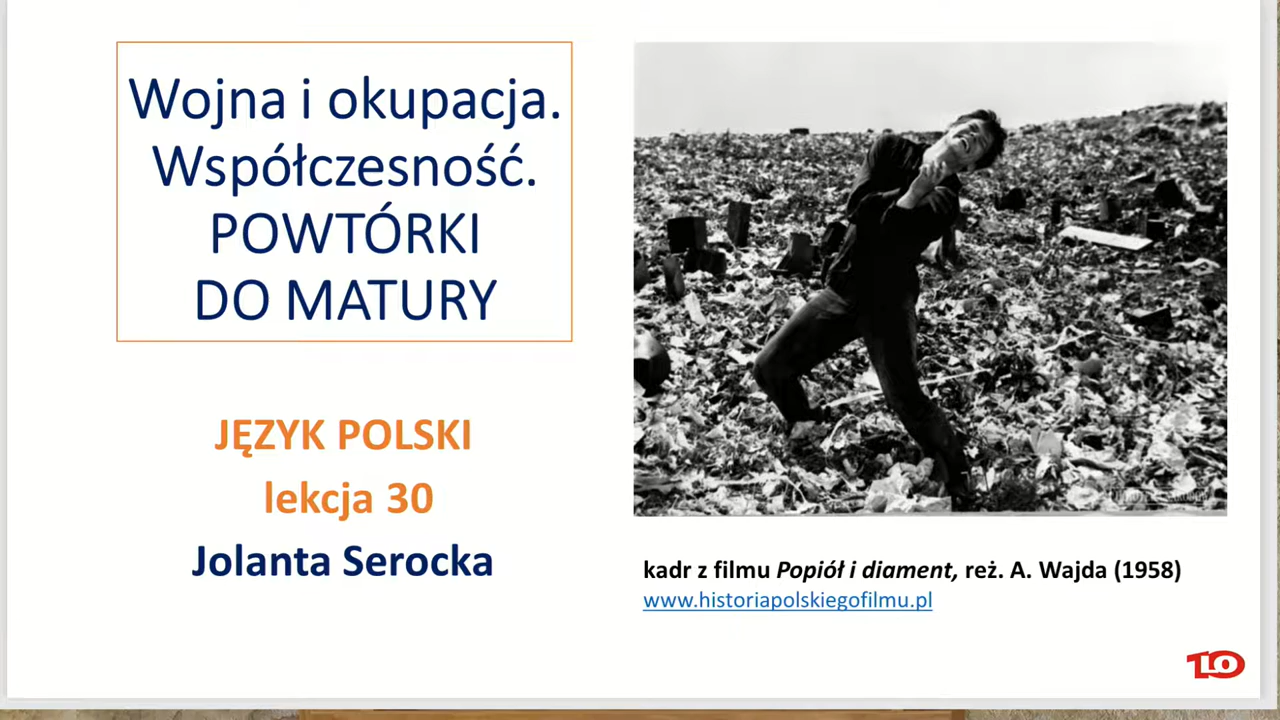 Wojna i okupacja.
Współczesność.
POWTÓRKI
DO MATURY
JĘZYK POLSKI
lekcja 30
Jolanta Serocka
kadr z filmu Popiół i diament, reż. A. Wajda (1958)
www.historiapolskiegofilmu.pl
1LO